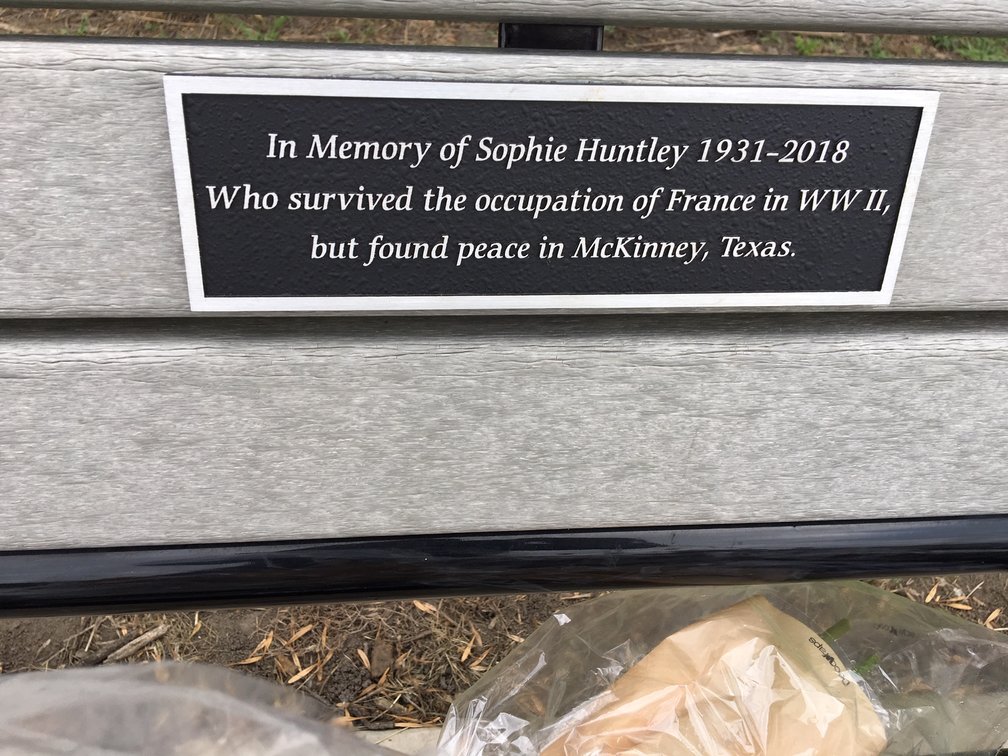 In Memory of Sophie Huntley 1931–2018
Who survived the occupation of France in WW II,
but found peace in McKinney, Texas.